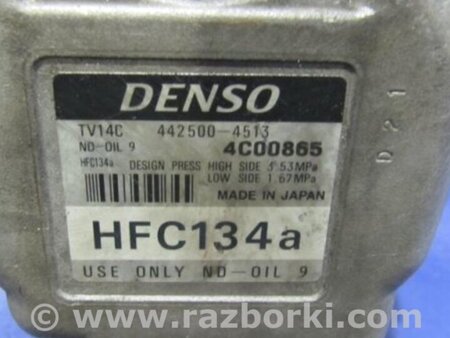 DENSO
TV14C 442500-4513
ND-OIL 9 4C00865
HFC134a DESIGN PRESS HIGH SIDE 3.53MPa
LOW SIDE 1.67MPa
MADE IN JAPAN
HFC134a
USE ONLY ND-OIL 9
D21
www.razborki.com